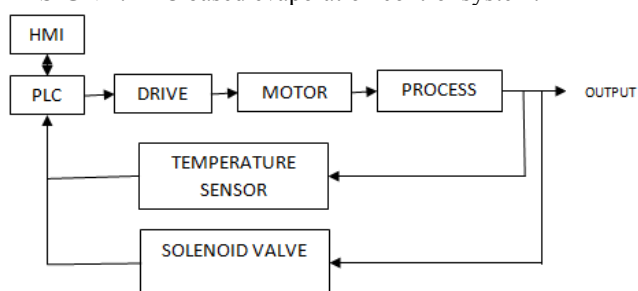 HMI
PLC
DRIVE
MOTOR
PROCESS
OUTPUT
TEMPERATURE
SENSOR
SOLENOID VALVE